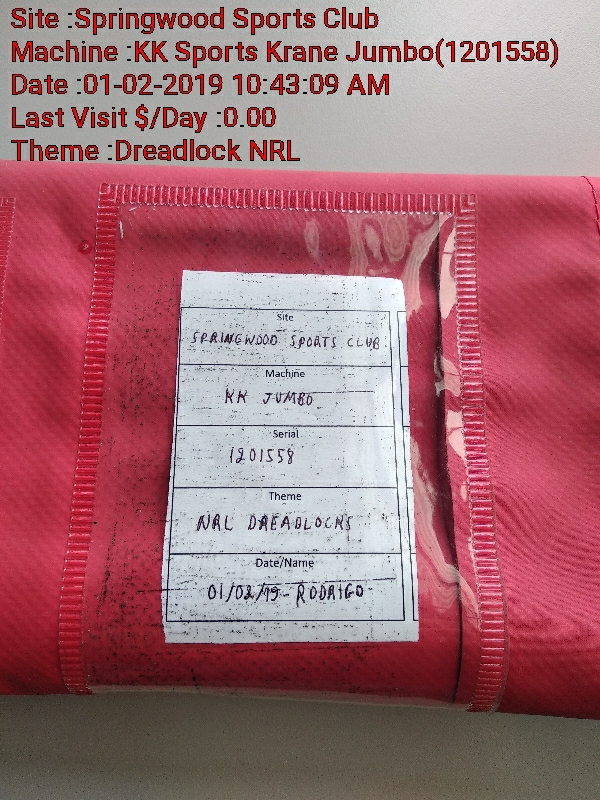 Site :Springwood Sports Club
Machine :KK Sports Krane Jumbo(1201558)
Date :01-02-2019 10:43:09 AM
Last Visit $/Day :0.00
Theme :Dreadlock NRL
Site
SPRINGWOOD SPORTS CLUB
Machine
KK JUMBO
Serial
1201558
Theme
NRL DREADLOCKS
Date/Name
01/02/19 - RODRIGO